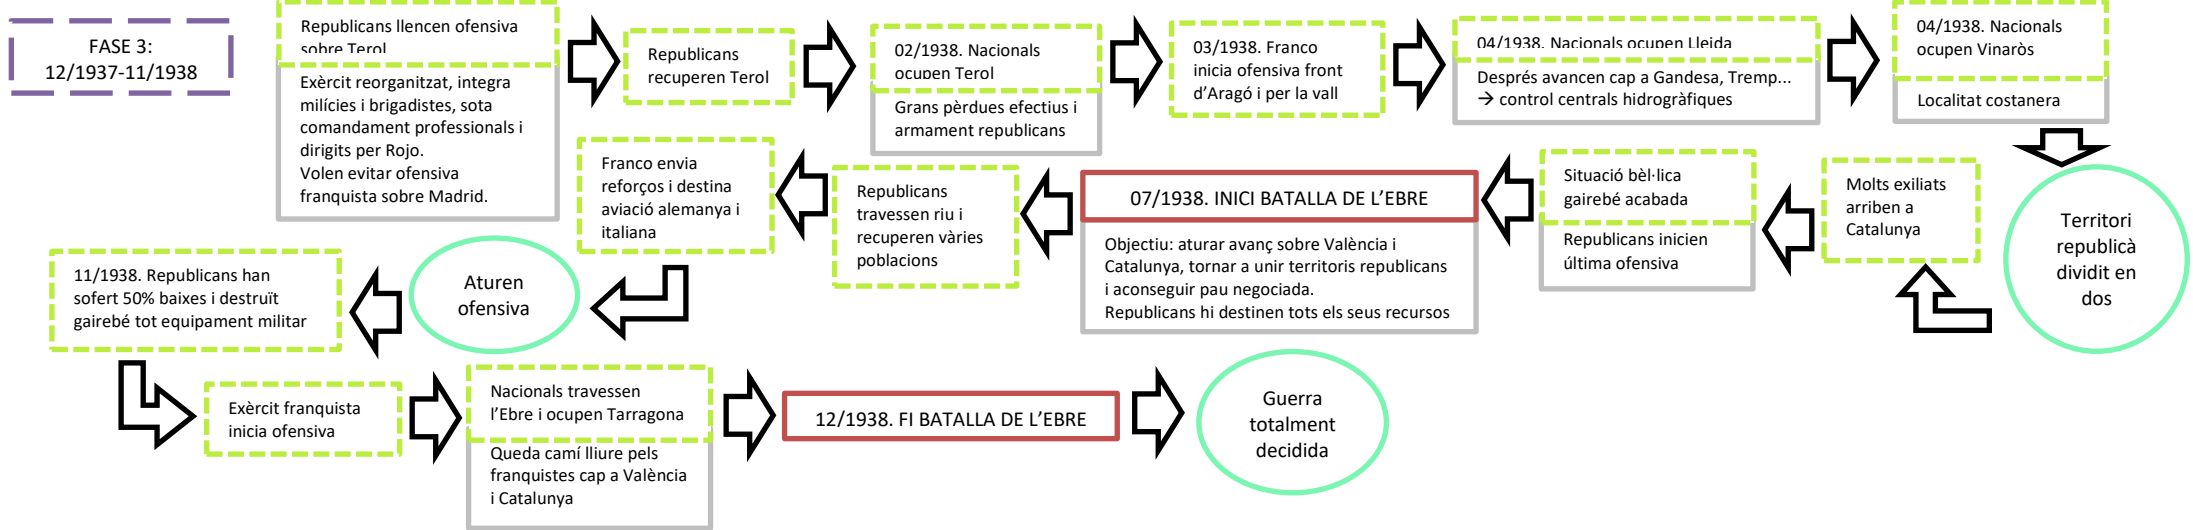 FASE 3:
12/1937-11/1938
Republicans llencen ofensiva
sobre Terol
Exèrcit reorganitzat, integra
milícies i brigadistes, sota
comandament professionals i
dirigits per Rojo.
Volen evitar ofensiva
franquista sobre Madrid.
Republicans
recuperen Terol
02/1938. Nacionals
ocupen Terol
Grans pèrdues efectius i
armament republicans
03/1938. Franco
inicia ofensiva front
d’Aragó i per la vall
04/1938. Nacionals ocupen Lleida
Després avancen cap a Gandesa, Tremp...
→ control centrals hidrogràfiques
04/1938. Nacionals
ocupen Vinaròs
Localitat costanera
Territori
republicà
dividit en
dos
Molts exiliats
arriben a
Catalunya
Situació bèl·lica
gairebé acabada
Republicans inicien
última ofensiva
07/1938. INICI BATALLA DE L’EBRE
Objectiu: aturar avanç sobre València i
Catalunya, tornar a unir territoris republicans
i aconseguir pau negociada.
Republicans hi destinen tots els seus recursos
Republicans
travessen riu i
recuperen vàries
poblacions
Franco envia
reforços i destina
aviació alemanya i
italiana
Aturen
ofensiva
11/1938. Republicans han
sofert 50% baixes i destruït
gairebé tot equipament militar
Exèrcit franquista
inicia ofensiva
Nacionals travessen
l’Ebre i ocupen Tarragona
Queda camí lliure pels
franquistes cap a València
i Catalunya
12/1938. FI BATALLA DE L’EBRE
Guerra
totalment
decidida